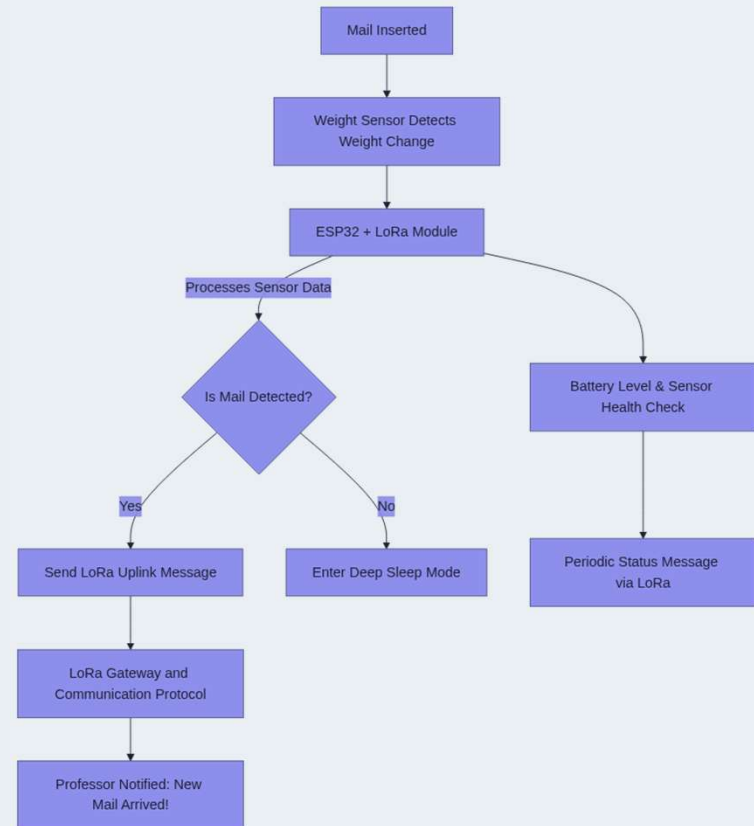 Mail Inserted
Weight Sensor Detects
Weight Change
ESP32 + LoRa Module
Processes Sensor Data
Is Mail Detected?
Battery Level & Sensor
Health Check
Yes
No
Send LoRa Uplink Message
Enter Deep Sleep Mode
Periodic Status Message
via LoRa
LoRa Gateway and
Communication Protocol
Professor Notified: New
Mail Arrived!